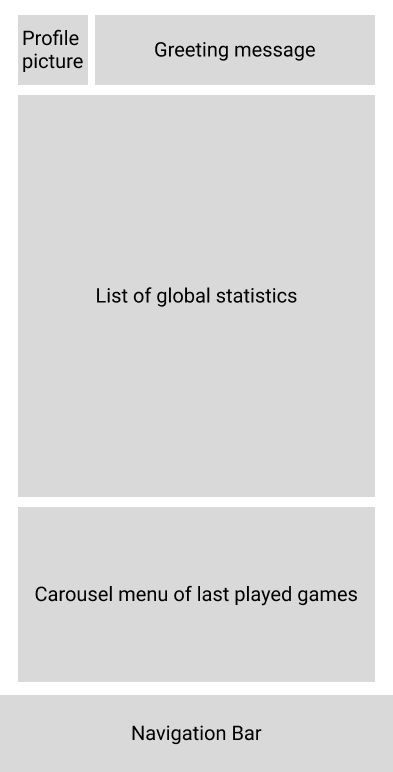 Profile
picture
Greeting message
List of global statistics
Carousel menu of last played games
Navigation Bar